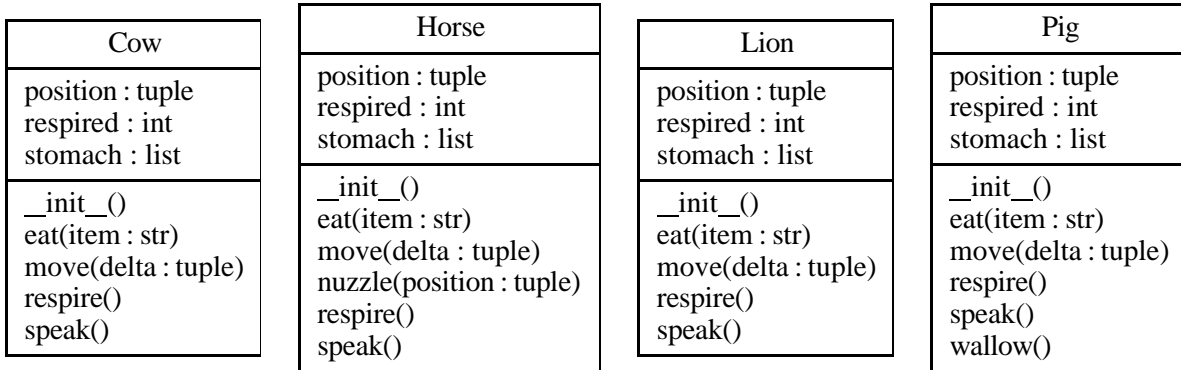 Cow
position : tuple
respired : int
stomach : list
__init__()
eat(item : str)
move(delta : tuple)
respire()
speak()
Horse
position : tuple
respired : int
stomach : list
__init__()
eat(item : str)
move(delta : tuple)
nuzzle(position : tuple)
respire()
speak()
Lion
position : tuple
respired : int
stomach : list
__init__()
eat(item : str)
move(delta : tuple)
respire()
speak()
Pig
position : tuple
respired : int
stomach : list
__init__()
eat(item : str)
move(delta : tuple)
respire()
speak()
wallow()